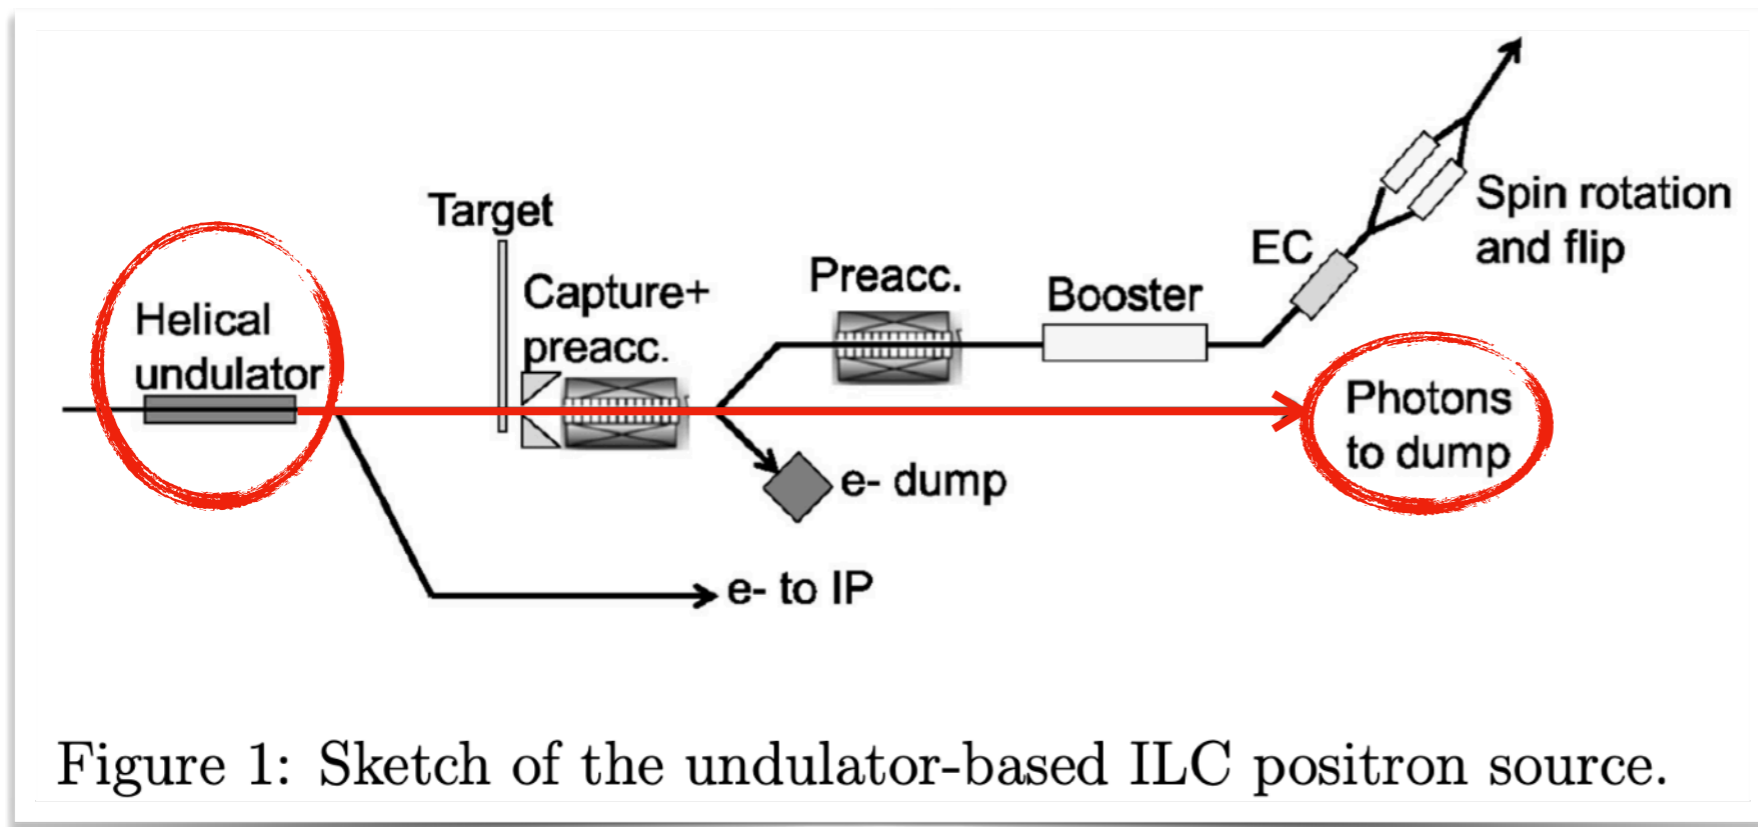 Target
Helical
undulator
Capture+
preacc.
Preacc.
Booster
EC
Spin rotation
and flip
Photons
to dump
e- dump
e- to IP
Figure 1: Sketch of the undulator-based ILC positron source.